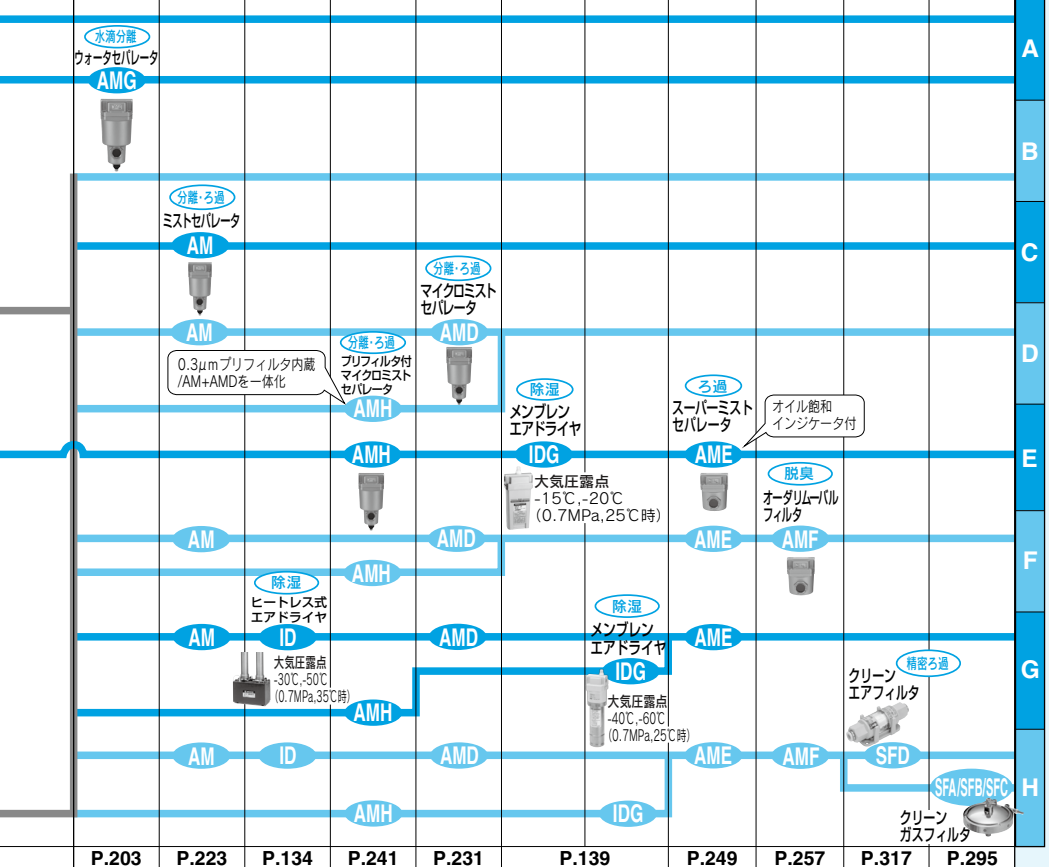 水滴分離
ウォータセパレータ
AMG
A
B
分離・ろ過
ミストセパレータ
AM
C
分離・ろ過
マイクロミスト
セパレータ
AM
AMD
D
0.3μmプリフィルタ内蔵
/AM+AMDを一体化
分離・ろ過
プリフィルタ付
マイクロミスト
セパレータ
AMH
除湿
メンブレン
エアドライヤ
ろ過
スーパーミスト
セパレータ
オイル飽和
インジケータ付
AMH
IDG
AME
E
大気圧露点
-15℃,-20℃
(0.7MPa,25℃時)
脱臭
オーダリムーバル
フィルタ
AM
AMD
AME
AMF
F
AMH
除湿
ヒートレス式
エアドライヤ
AM
ID
AMD
除湿
メンブレン
エアドライヤ
AME
G
IDG
大気圧露点
-30℃,-50℃
(0.7MPa,35℃時)
AMH
大気圧露点
-40℃,-60℃
(0.7MPa,25℃時)
精密ろ過
クリーン
エアフィルタ
AM
ID
AMD
AME
AMF
SFD
H
SFA/SFB/SFC
AMH
IDG
クリーン
ガスフィルタ
P.203
P.223
P.134
P.241
P.231
P.139
P.249
P.257
P.317
P.295